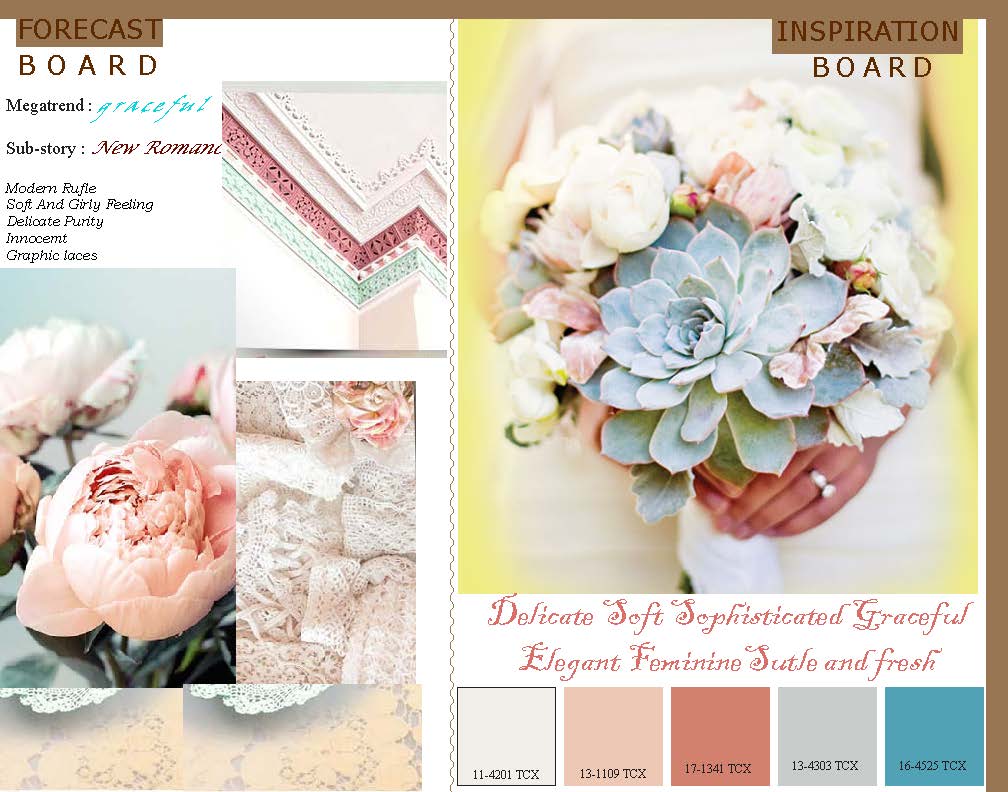 FORECAST
BOARD
Megatrend : graceful
Sub-story : New Romanc
Modern Rufle
Soft And Girly Feeling
Delicate Purity
Innocemt
Graphic laces
INSPIRATION
BOARD
Delicate Soft Sophisticated Graceful
Elegant Feminine Sutle and fresh
11-4201 TCX
13-1109 TCX
17-1341 TCX
13-4303 TCX
16-4525 TCX